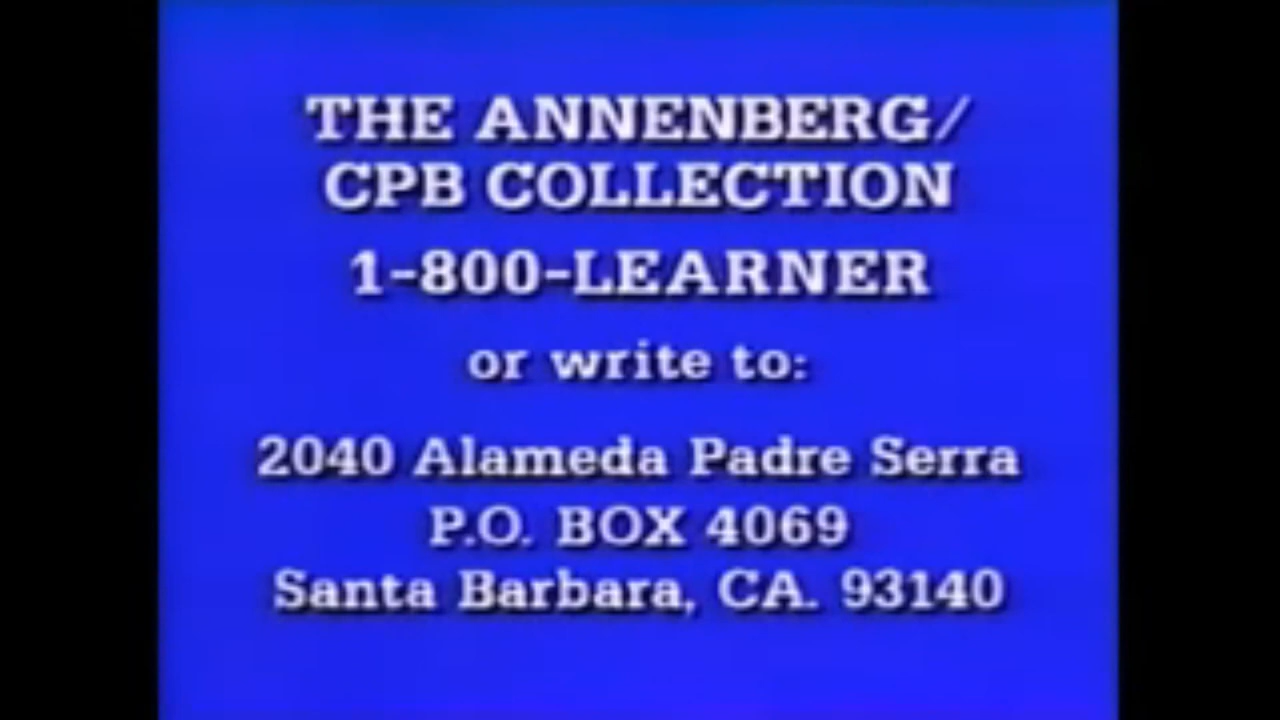 THE ANNENBERG/
CPB COLLECTION
1-800-LEARNER
or write to:
2040 Alameda Padre Serra
P.O. BOX 4069
Santa Barbara, CA. 93140